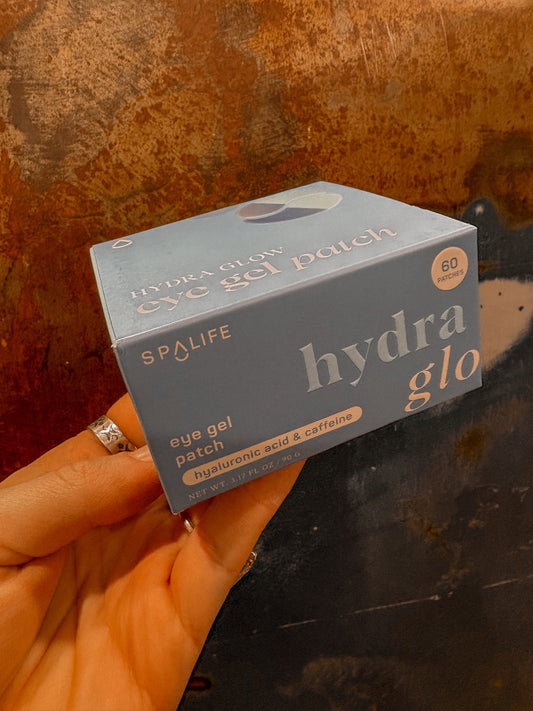 HYDRA GLOW
eye gel patch
60
PATCHES
SPALIFE
hydra
glo
eye gel
patch
hyaluronic acid & caffeine
NET WT. 3.17 FL OZ / 90 G